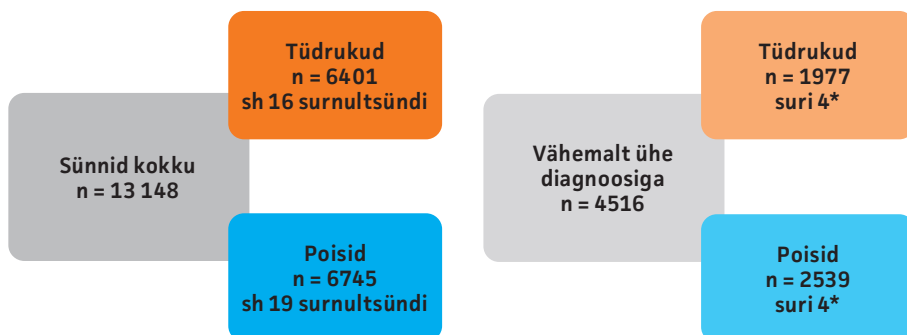 Tüdrukud
n = 6401
sh 16 surnultsündi
Sünnid kokku
n = 13 148
Poisid
n = 6745
sh 19 surnultsündi
Tüdrukud
n = 1977
suri 4*
Vähemalt ühe
diagnoosiga
n = 4516
Poisid
n = 2539
suri 4*